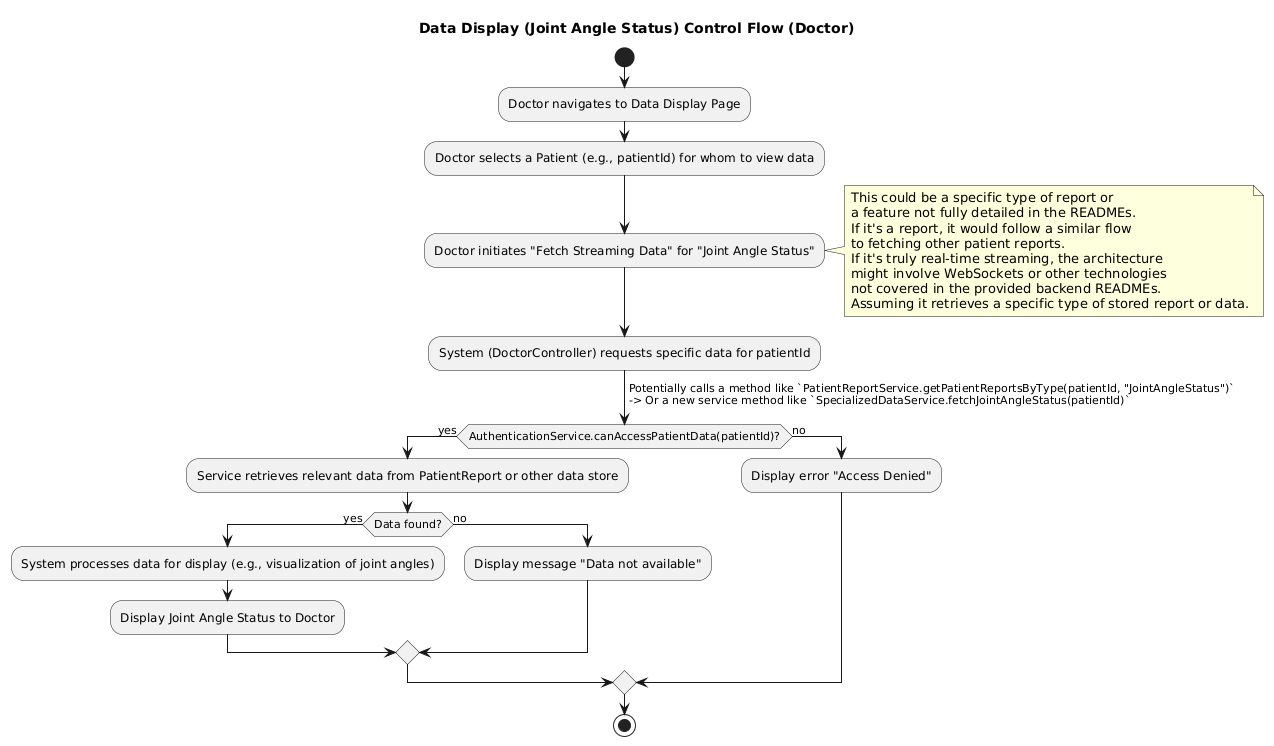 Data Display (Joint Angle Status) Control Flow (Doctor)
Doctor navigates to Data Display Page
Doctor selects a Patient (e.g., patientId) for whom to view data
This could be a specific type of report or
a feature not fully detailed in the READMEs.
If it's a report, it would follow a similar flow
to fetching other patient reports.
If it's truly real-time streaming, the architecture
might involve WebSockets or other technologies
not covered in the provided backend READMEs.
Assuming it retrieves a specific type of stored report or data.
Doctor initiates "Fetch Streaming Data" for "Joint Angle Status"
System (DoctorController) requests specific data for patientId
Potentially calls a method like `PatientReportService.getPatientReportsByType(patientId, "JointAngleStatus")`
-> Or a new service method like `SpecializedDataService.fetchJointAngleStatus(patientId)`
yes
AuthenticationService.canAccessPatientData(patientId)?
no
Service retrieves relevant data from PatientReport or other data store
Display error "Access Denied"
yes
Data found?
no
System processes data for display (e.g., visualization of joint angles)
Display message "Data not available"
Display Joint Angle Status to Doctor